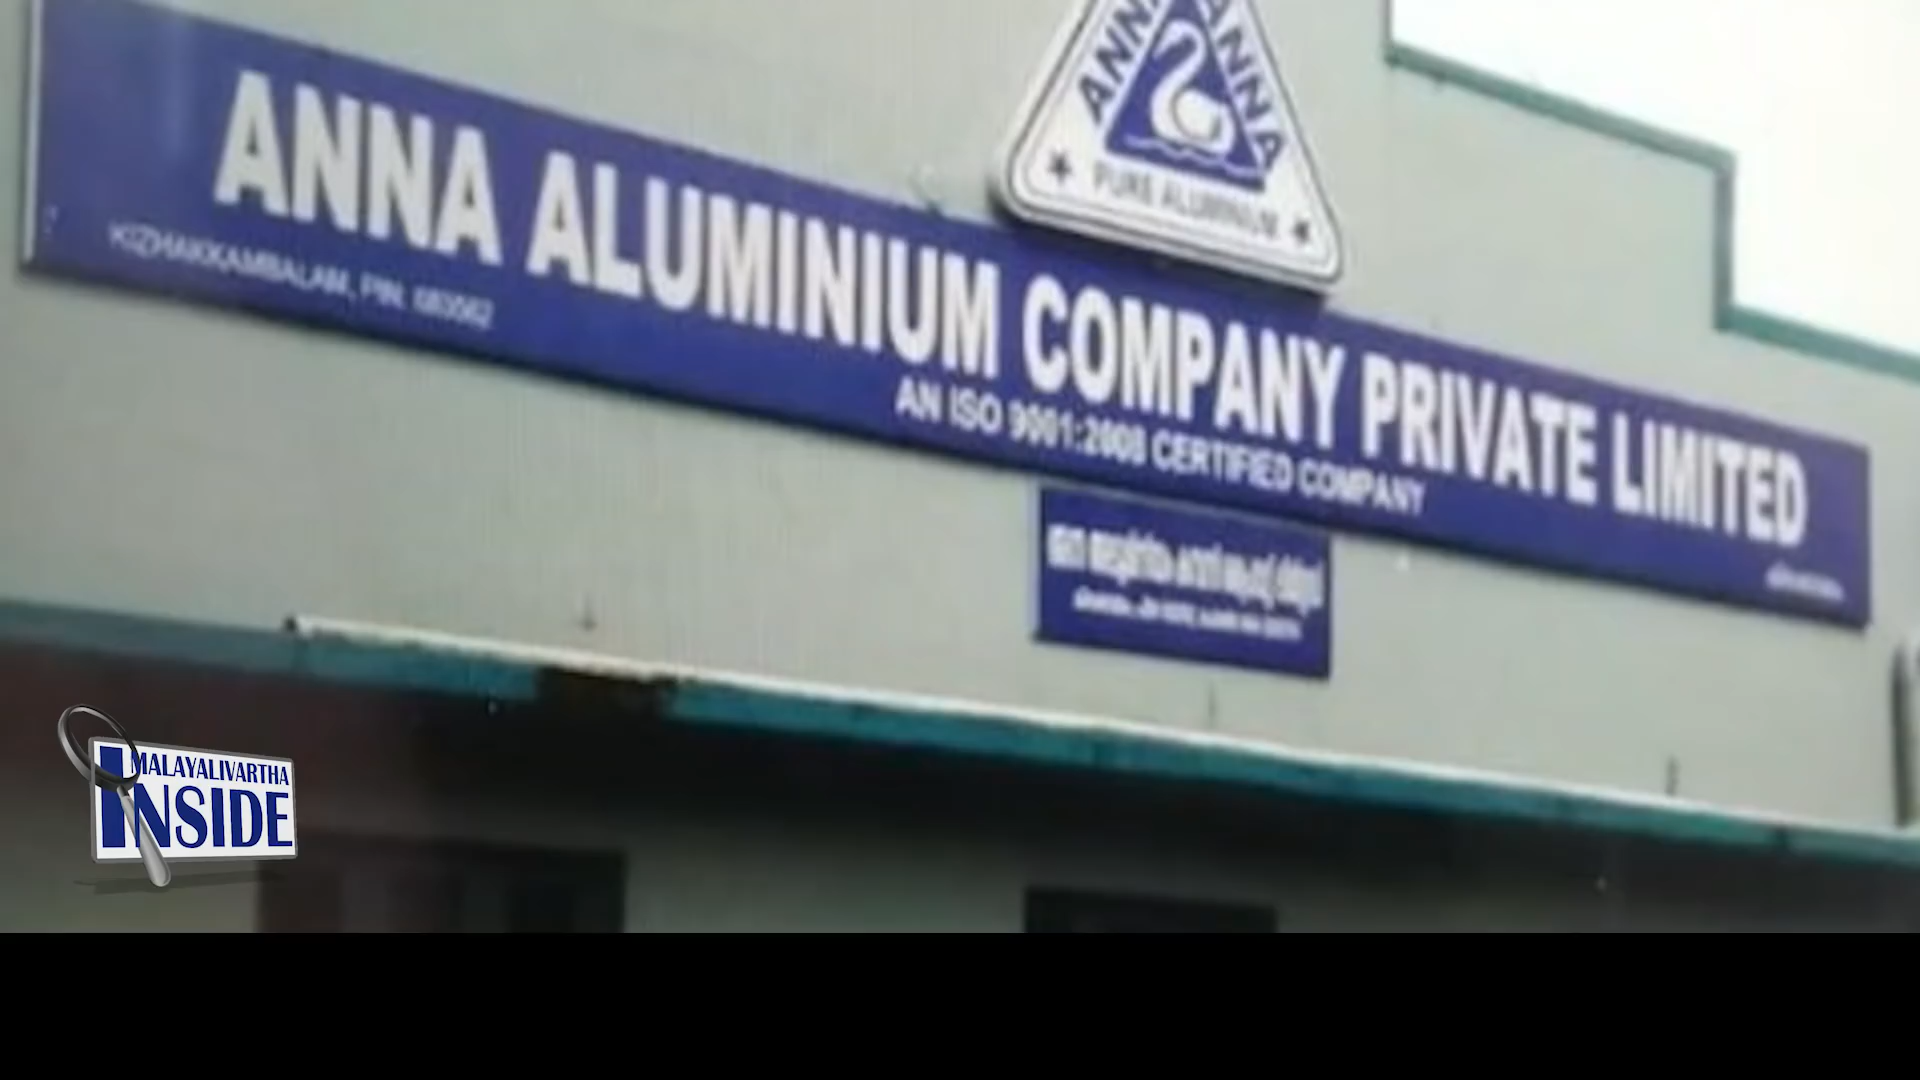 ANNA ANNA
PURE ALUMINIUM
ANNA ALUMINIUM COMPANY PRIVATE LIMITED
KIZHAKKAMBALAM, PIN: 683562
AN ISO 9001:2008 CERTIFIED COMPANY
MALAYALIVARTHA
INSIDE